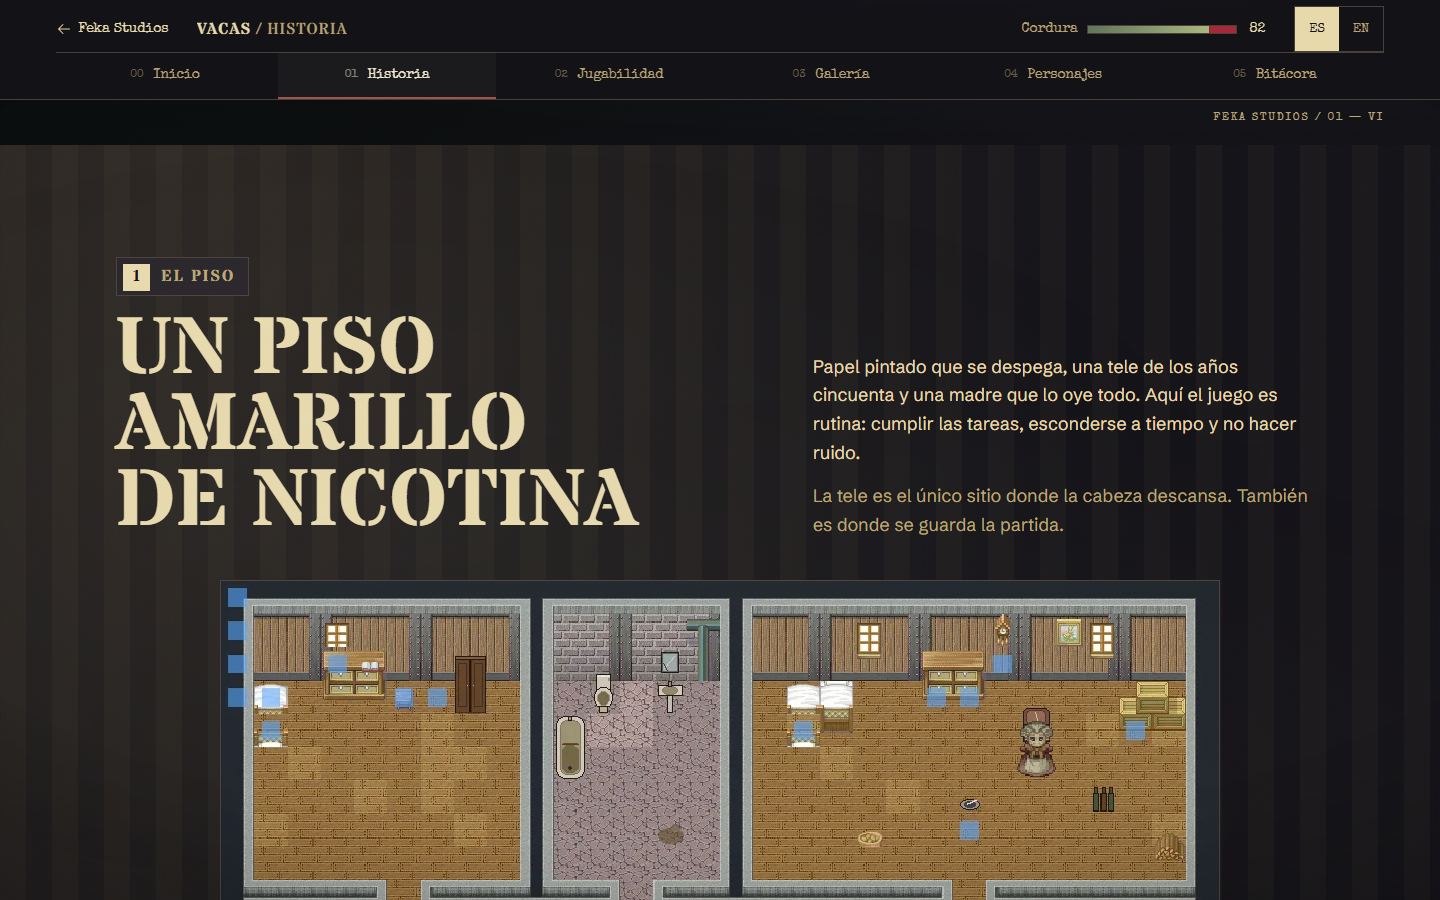 ← Feka Studios VACAS / HISTORIA Cordura 82 ES EN
00 Inicio 01 Historia 02 Jugabilidad 03 Galería 04 Personajes 05 Bitácora
FEKA STUDIOS / 01 — VI
1 EL PISO
UN PISO
AMARILLO
DE NICOTINA
Papel pintado que se despega, una tele de los años
cincuenta y una madre que lo oye todo. Aquí el juego es
rutina: cumplir las tareas, esconderse a tiempo y no hacer
ruido.
La tele es el único sitio donde la cabeza descansa. También
es donde se guarda la partida.